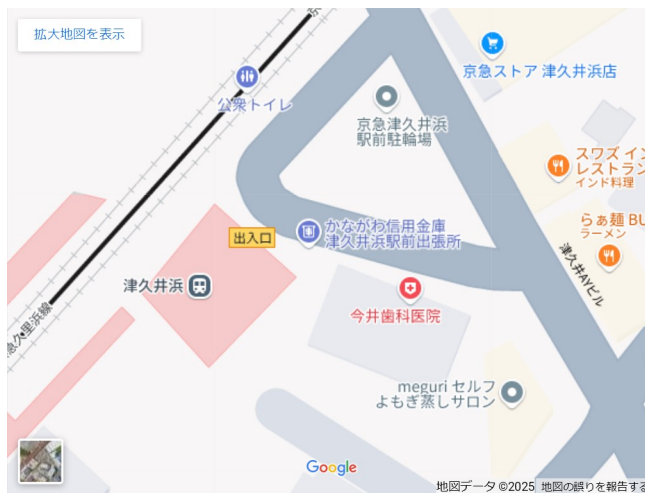 拡大地図を表示
公衆トイレ
京急ストア 津久井浜店
京急津久井浜
駅前駐輪場
スワズ イン
レストラン
インド料理
らぁ麺 BU
ラーメン
出入口
かながわ信用金庫
津久井浜駅前出張所
津久井AYビル
津久井浜
今井歯科医院
急久里浜線
meguri セルフ
よもぎ蒸しサロン
Google
地図データ ©2025
地図の誤りを報告する